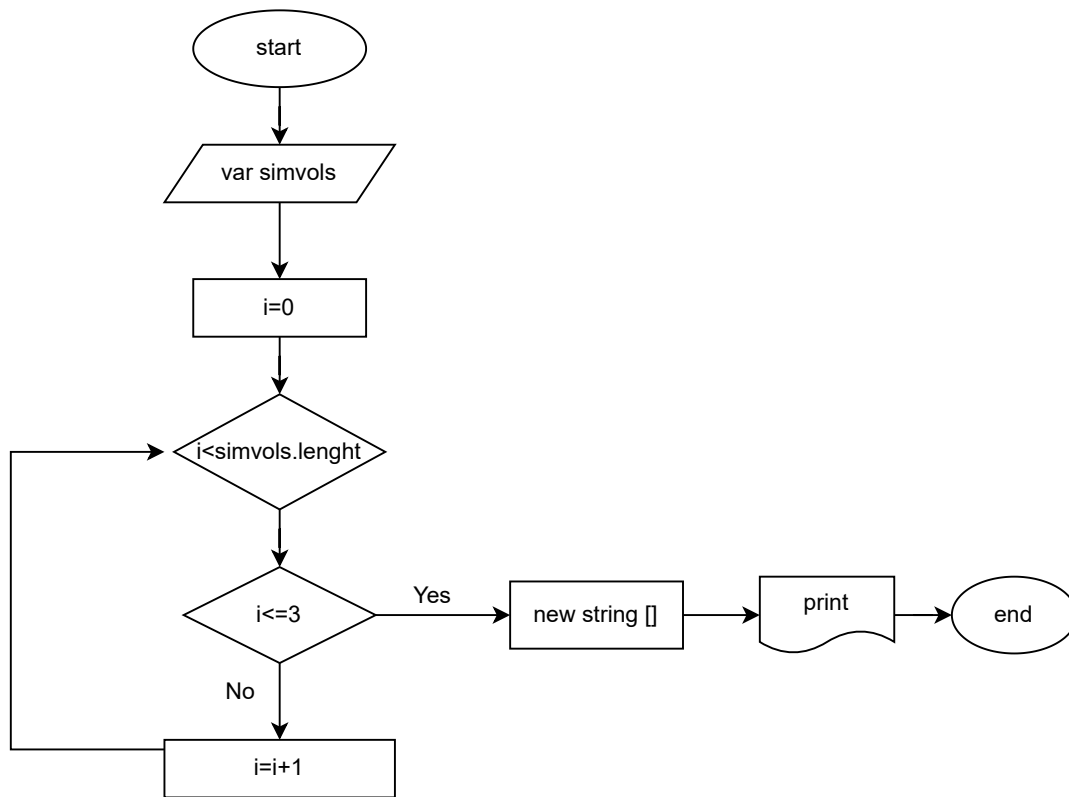 start
var simvols
i=0
i<simvols.lenght
i<=3
Yes
new string []
print
end
No
i=i+1